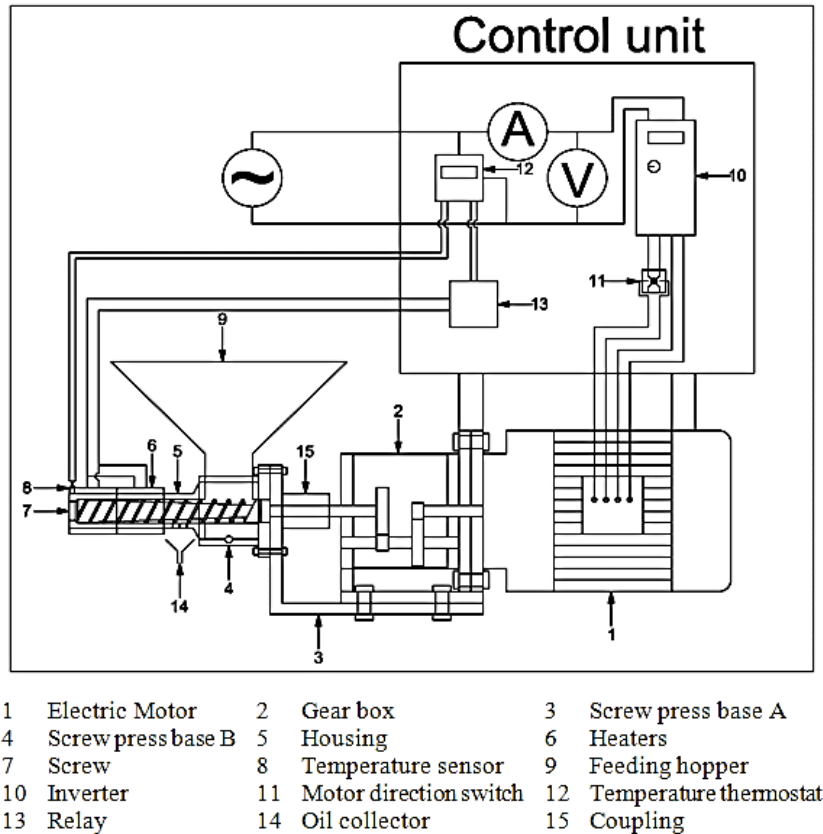 Control unit
A
12
V
10
11
13
9
2
15
6
5
8
7
14
4
3
1
1 Electric Motor 2 Gear box 3 Screw press base A
4 Screw press base B 5 Housing 6 Heaters
7 Screw 8 Temperature sensor 9 Feeding hopper
10 Inverter 11 Motor direction switch 12 Temperature thermostat
13 Relay 14 Oil collector 15 Coupling